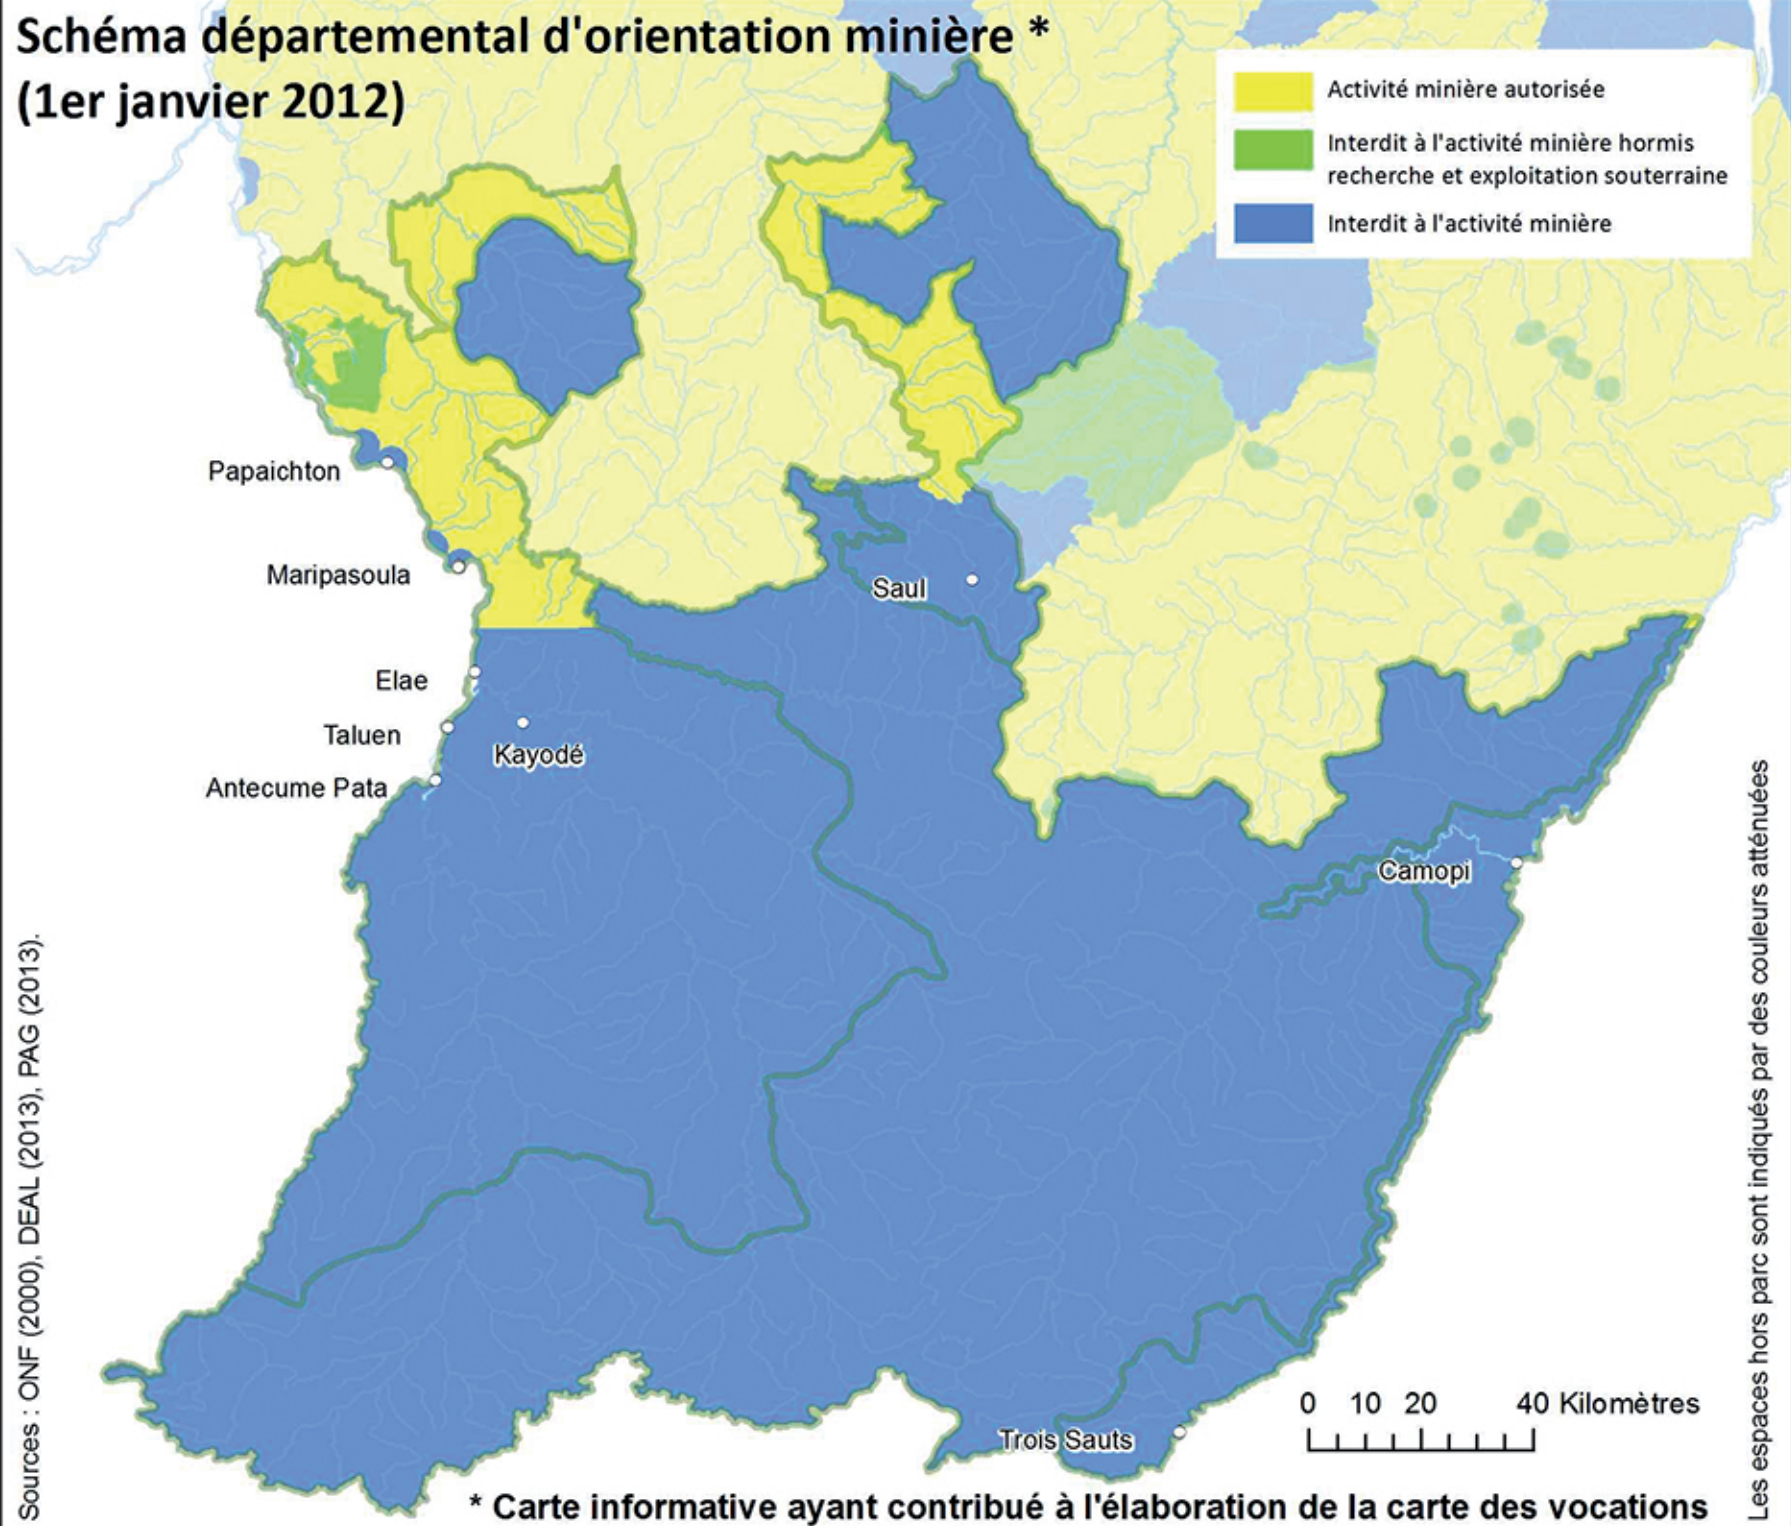 Schéma départemental d'orientation minière *
(1er janvier 2012)
Activité minière autorisée
Interdit à l'activité minière hormis
recherche et exploitation souterraine
Interdit à l'activité minière
Papaichton
Maripasoula
Saul
Elae
Taluen
Kayodé
Antecume Pata
Camopi
Trois Sauts
0 10 20 40 Kilomètres
* Carte informative ayant contribué à l'élaboration de la carte des vocations
Sources : ONF (2000), DEAL (2013), PAG (2013).
Les espaces hors parc sont indiqués par des couleurs atténuées